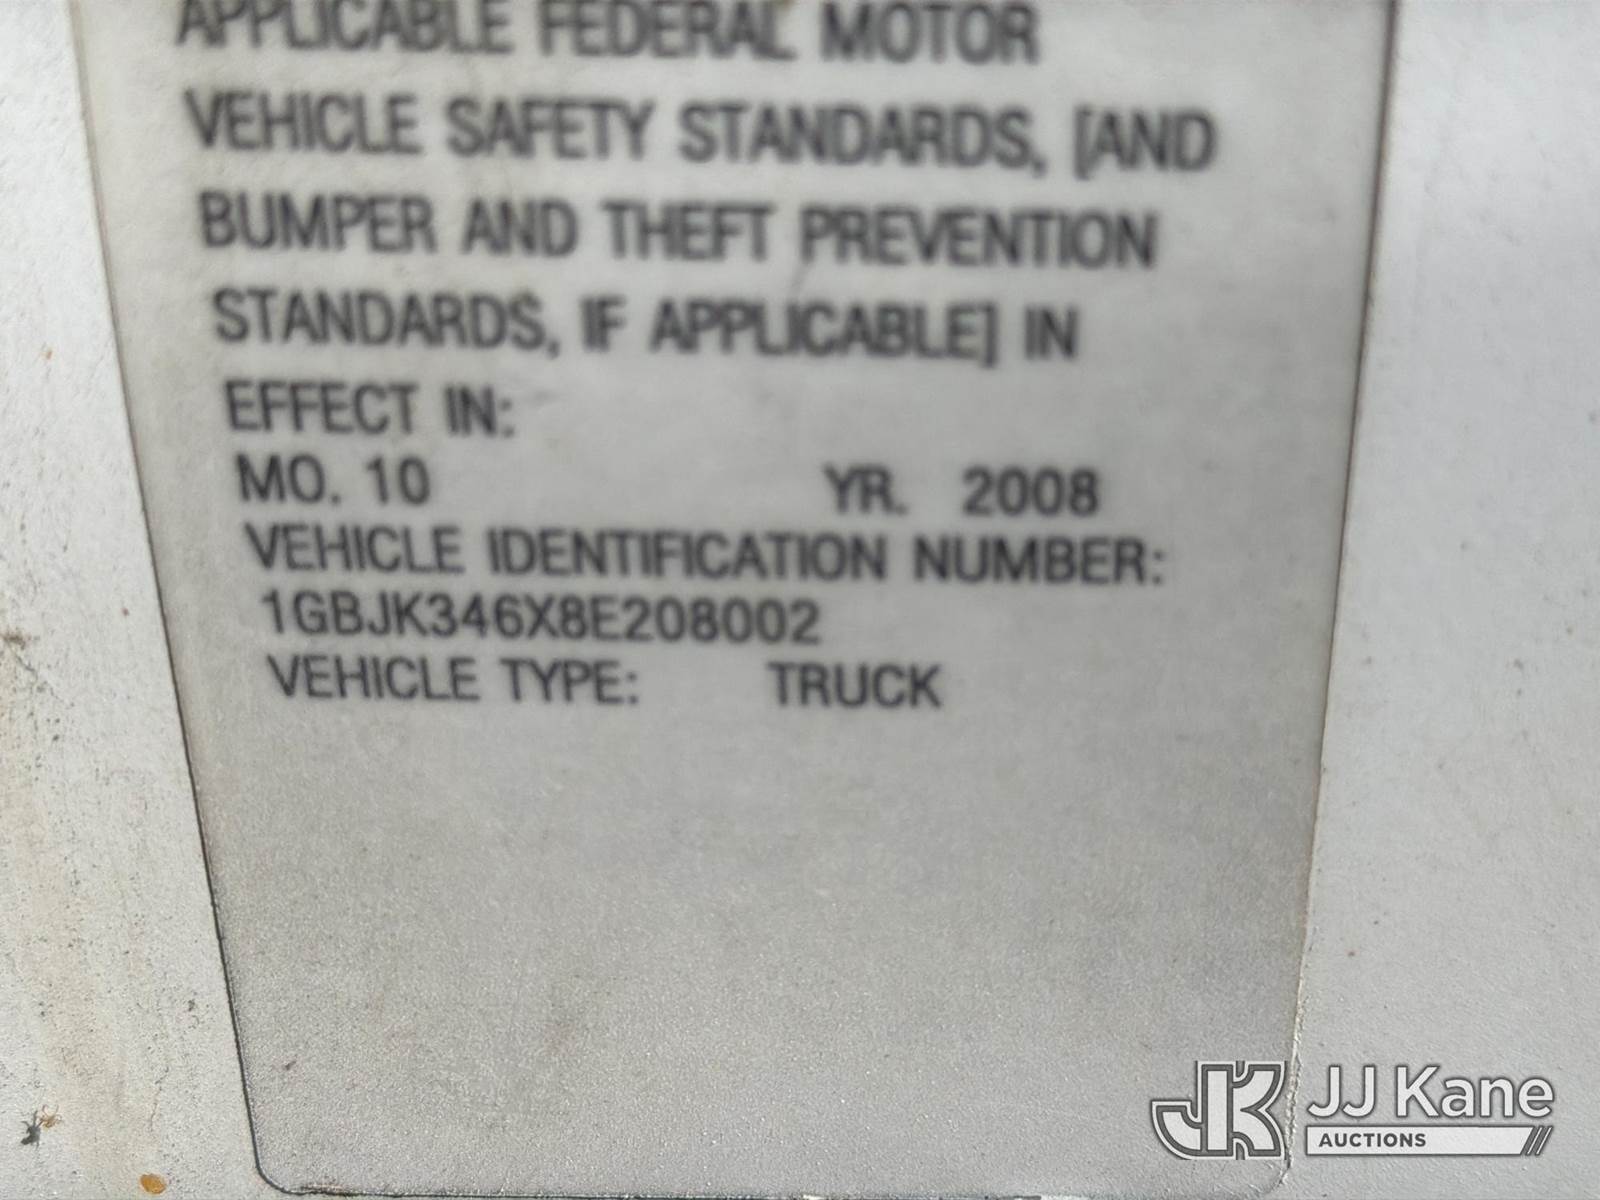 APPLICABLE FEDERAL MOTOR
VEHICLE SAFETY STANDARDS, [AND
BUMPER AND THEFT PREVENTION
STANDARDS, IF APPLICABLE] IN
EFFECT IN:
MO. 10 YR. 2008
VEHICLE IDENTIFICATION NUMBER:
1GBJK346X8E208002
VEHICLE TYPE: TRUCK
JK JJ Kane
AUCTIONS